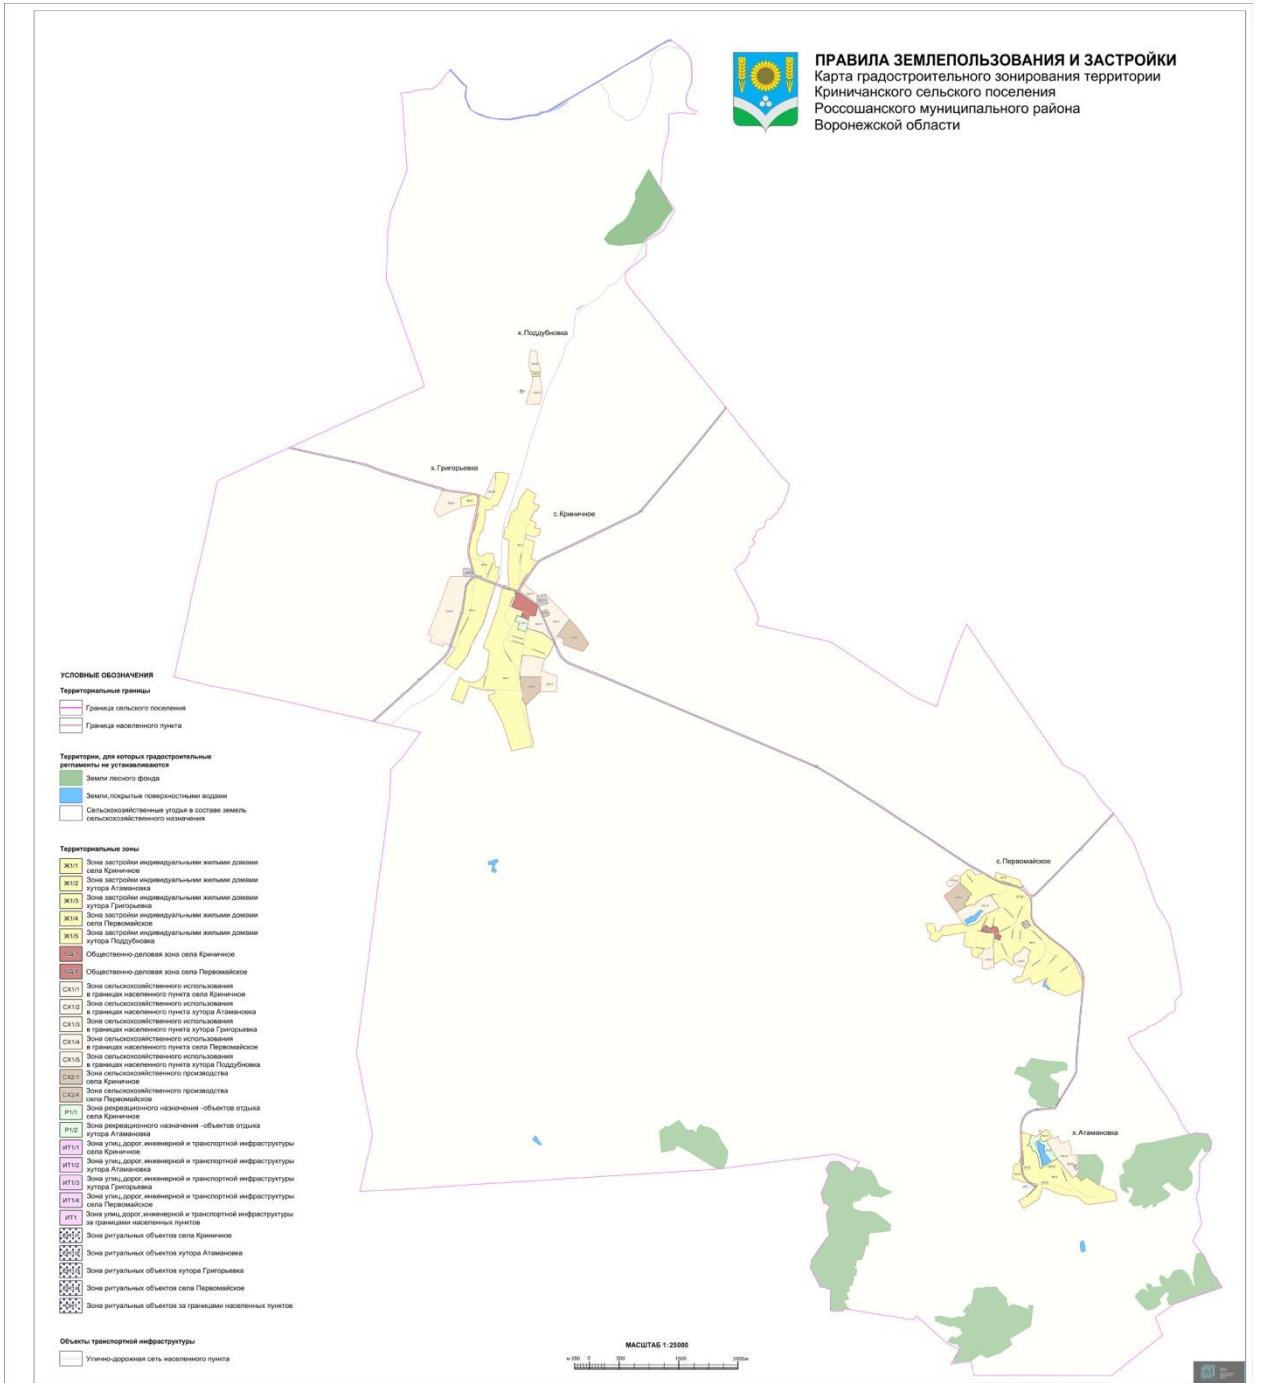 ПРАВИЛА ЗЕМЛЕПОЛЬЗОВАНИЯ И ЗАСТРОЙКИ
Карта градостроительного зонирования территории
Криничанского сельского поселения
Россошанского муниципального района
Воронежской области
х. Поддубновка
х. Григорьевка
с. Криничное
с. Первомайское
х. Атамановка
УСЛОВНЫЕ ОБОЗНАЧЕНИЯ
Территориальные границы
Граница сельского поселения
Граница населенного пункта
Территории, для которых градостроительные
регламенты не устанавливаются
Земли лесного фонда
Земли, покрытые поверхностными водами
Сельскохозяйственные угодья в составе земель
сельскохозяйственного назначения
Территориальные зоны
Ж1/1 Зона застройки индивидуальными жилыми домами
села Криничное
Ж1/2 Зона застройки индивидуальными жилыми домами
хутора Атамановка
Ж1/3 Зона застройки индивидуальными жилыми домами
хутора Григорьевка
Ж1/4 Зона застройки индивидуальными жилыми домами
села Первомайское
Ж1/5 Зона застройки индивидуальными жилыми домами
хутора Поддубновка
Общественно-деловая зона села Криничное
Общественно-деловая зона села Первомайское
СХ1/1 Зона сельскохозяйственного использования
в границах населенного пункта села Криничное
СХ1/2 Зона сельскохозяйственного использования
в границах населенного пункта хутора Атамановка
СХ1/3 Зона сельскохозяйственного использования
в границах населенного пункта хутора Григорьевка
СХ1/4 Зона сельскохозяйственного использования
в границах населенного пункта села Первомайское
СХ1/5 Зона сельскохозяйственного использования
в границах населенного пункта хутора Поддубновка
СХ2/1 Зона сельскохозяйственного производства
села Криничное
СХ2/4 Зона сельскохозяйственного производства
села Первомайское
Р1/1 Зона рекреационного назначения - объектов отдыха
села Криничное
Р1/2 Зона рекреационного назначения - объектов отдыха
хутора Атамановка
ИТ1/1 Зона улиц, дорог, инженерной и транспортной инфраструктуры
села Криничное
ИТ1/2 Зона улиц, дорог, инженерной и транспортной инфраструктуры
хутора Атамановка
ИТ1/3 Зона улиц, дорог, инженерной и транспортной инфраструктуры
хутора Григорьевка
ИТ1/4 Зона улиц, дорог, инженерной и транспортной инфраструктуры
села Первомайское
ИТ1 Зона улиц, дорог, инженерной и транспортной инфраструктуры
за границами населенных пунктов
Зона ритуальных объектов села Криничное
Зона ритуальных объектов хутора Атамановка
Зона ритуальных объектов хутора Григорьевка
Зона ритуальных объектов села Первомайское
Зона ритуальных объектов за границами населенных пунктов
Объекты транспортной инфраструктуры
Улично-дорожная сеть населенного пункта
МАСШТАБ 1:25000
м 250 0 500 1500 2500м